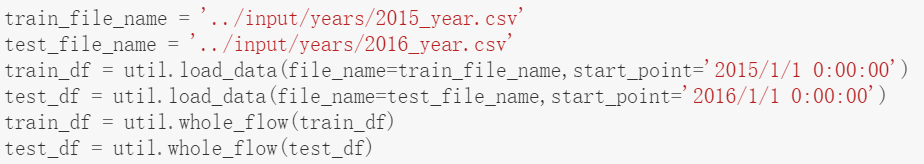 train_file_name = '../input/years/2015_year.csv'
test_file_name = '../input/years/2016_year.csv'
train_df = util.load_data(file_name=train_file_name,start_point='2015/1/1 0:00:00')
test_df = util.load_data(file_name=test_file_name,start_point='2016/1/1 0:00:00')
train_df = util.whole_flow(train_df)
test_df = util.whole_flow(test_df)